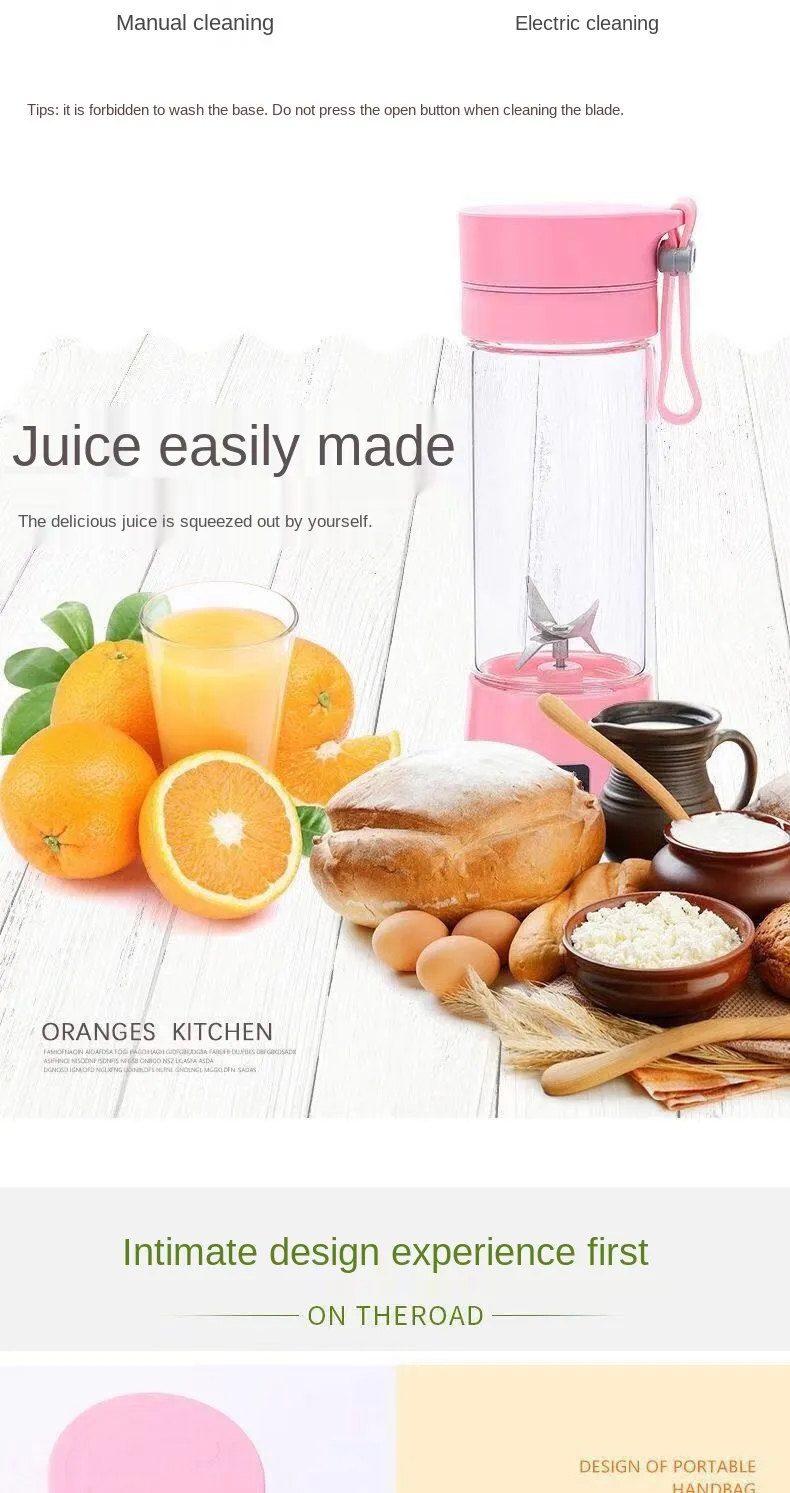 Manual cleaning
Electric cleaning
Tips: it is forbidden to wash the base. Do not press the open button when cleaning the blade.
Juice easily made
The delicious juice is squeezed out by yourself.
ORANGES KITCHEN
Intimate design experience first
ON THEROAD
DESIGN OF PORTABLE
HANDBAG